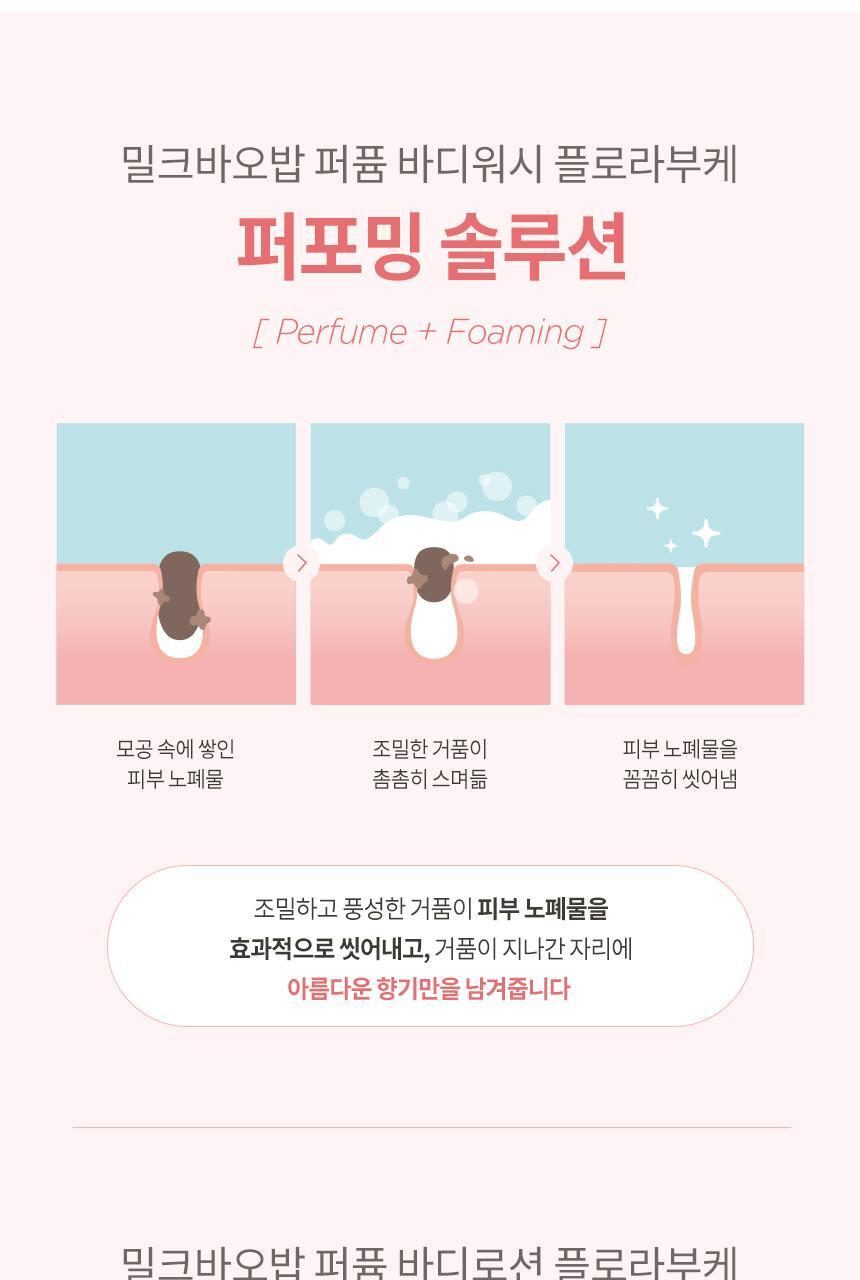 밀크바오밥 퍼퓸 바디워시 플로라부케
퍼포밍 솔루션
[ Perfume + Foaming ]
모공 속에 쌓인
피부 노폐물
조밀한 거품이
촘촘히 스며듦
피부 노폐물을
꼼꼼히 씻어냄
조밀하고 풍성한 거품이 피부 노폐물을
효과적으로 씻어내고, 거품이 지나간 자리에
아름다운 향기만을 남겨줍니다
밀크바오밥 퍼퓸 바디로션 플로라부케